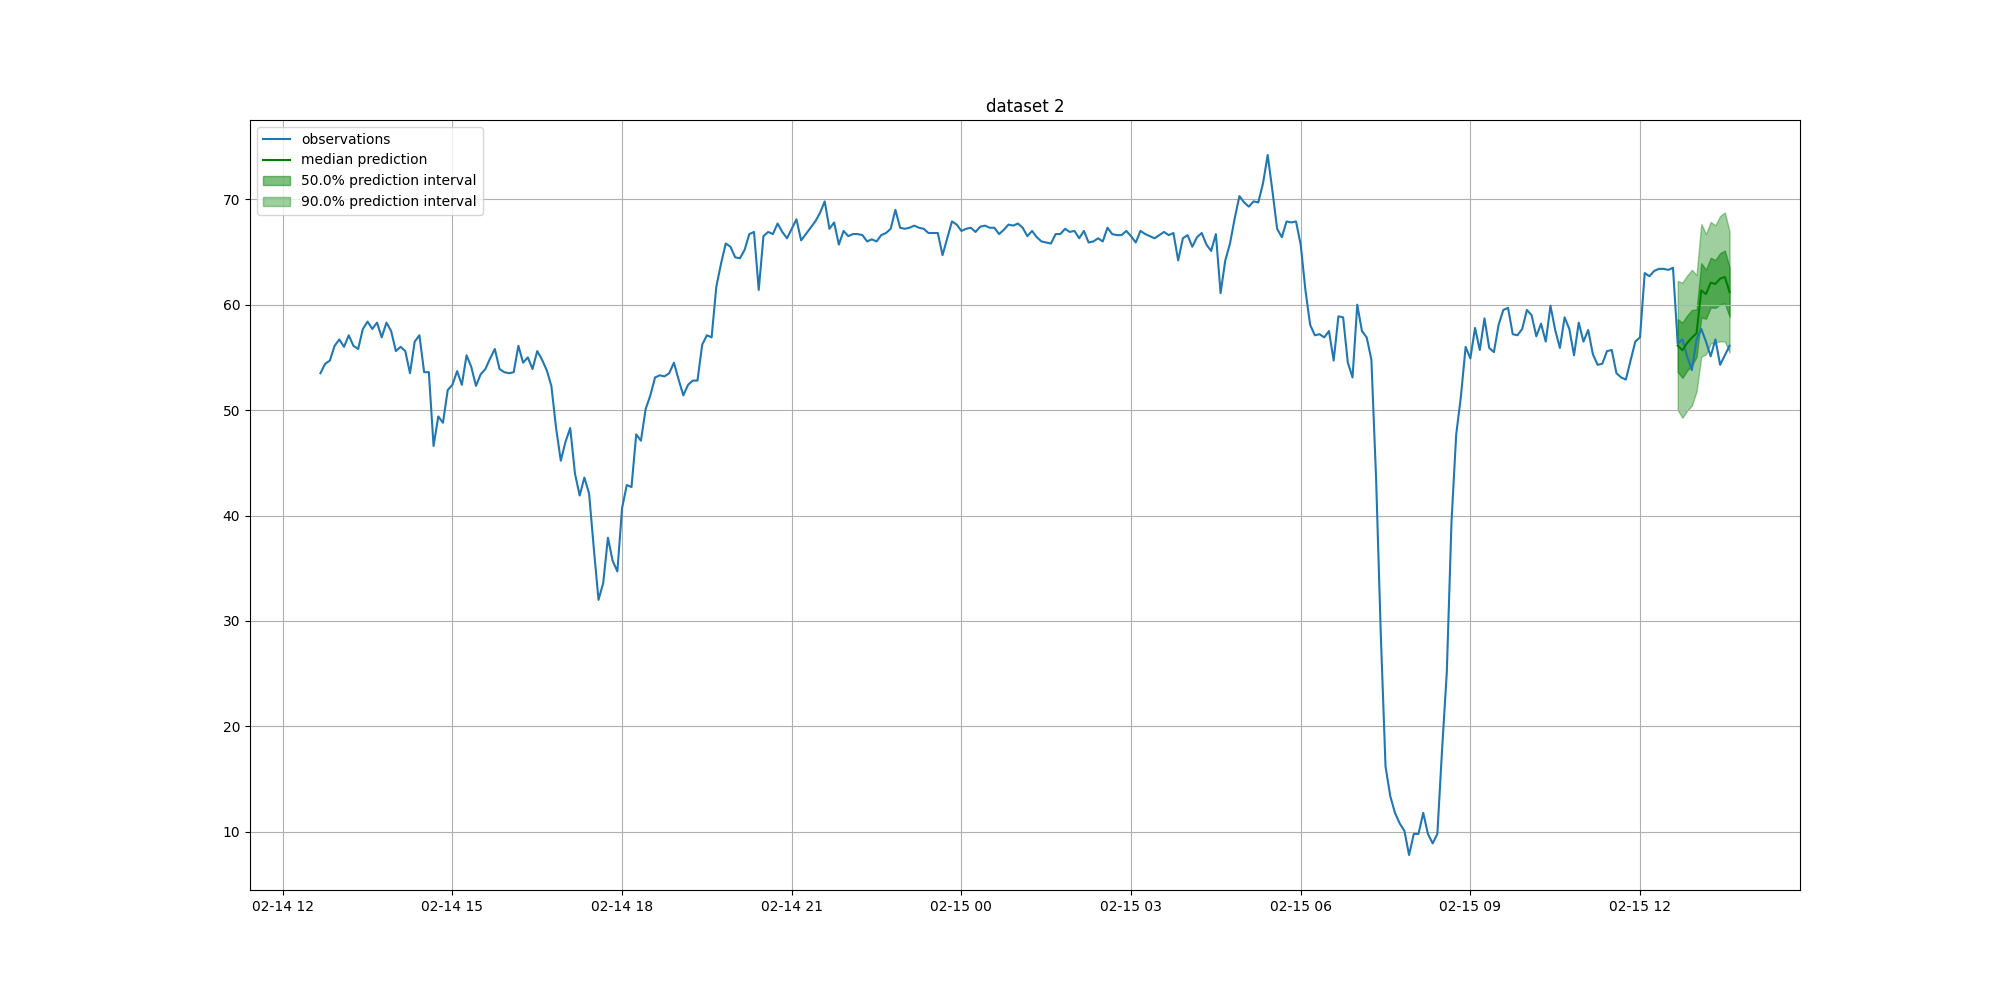 dataset 2
observations
median prediction
50.0% prediction interval
90.0% prediction interval
70
60
50
40
30
20
10
02-14 12 02-14 15 02-14 18 02-14 21 02-15 00 02-15 03 02-15 06 02-15 09 02-15 12